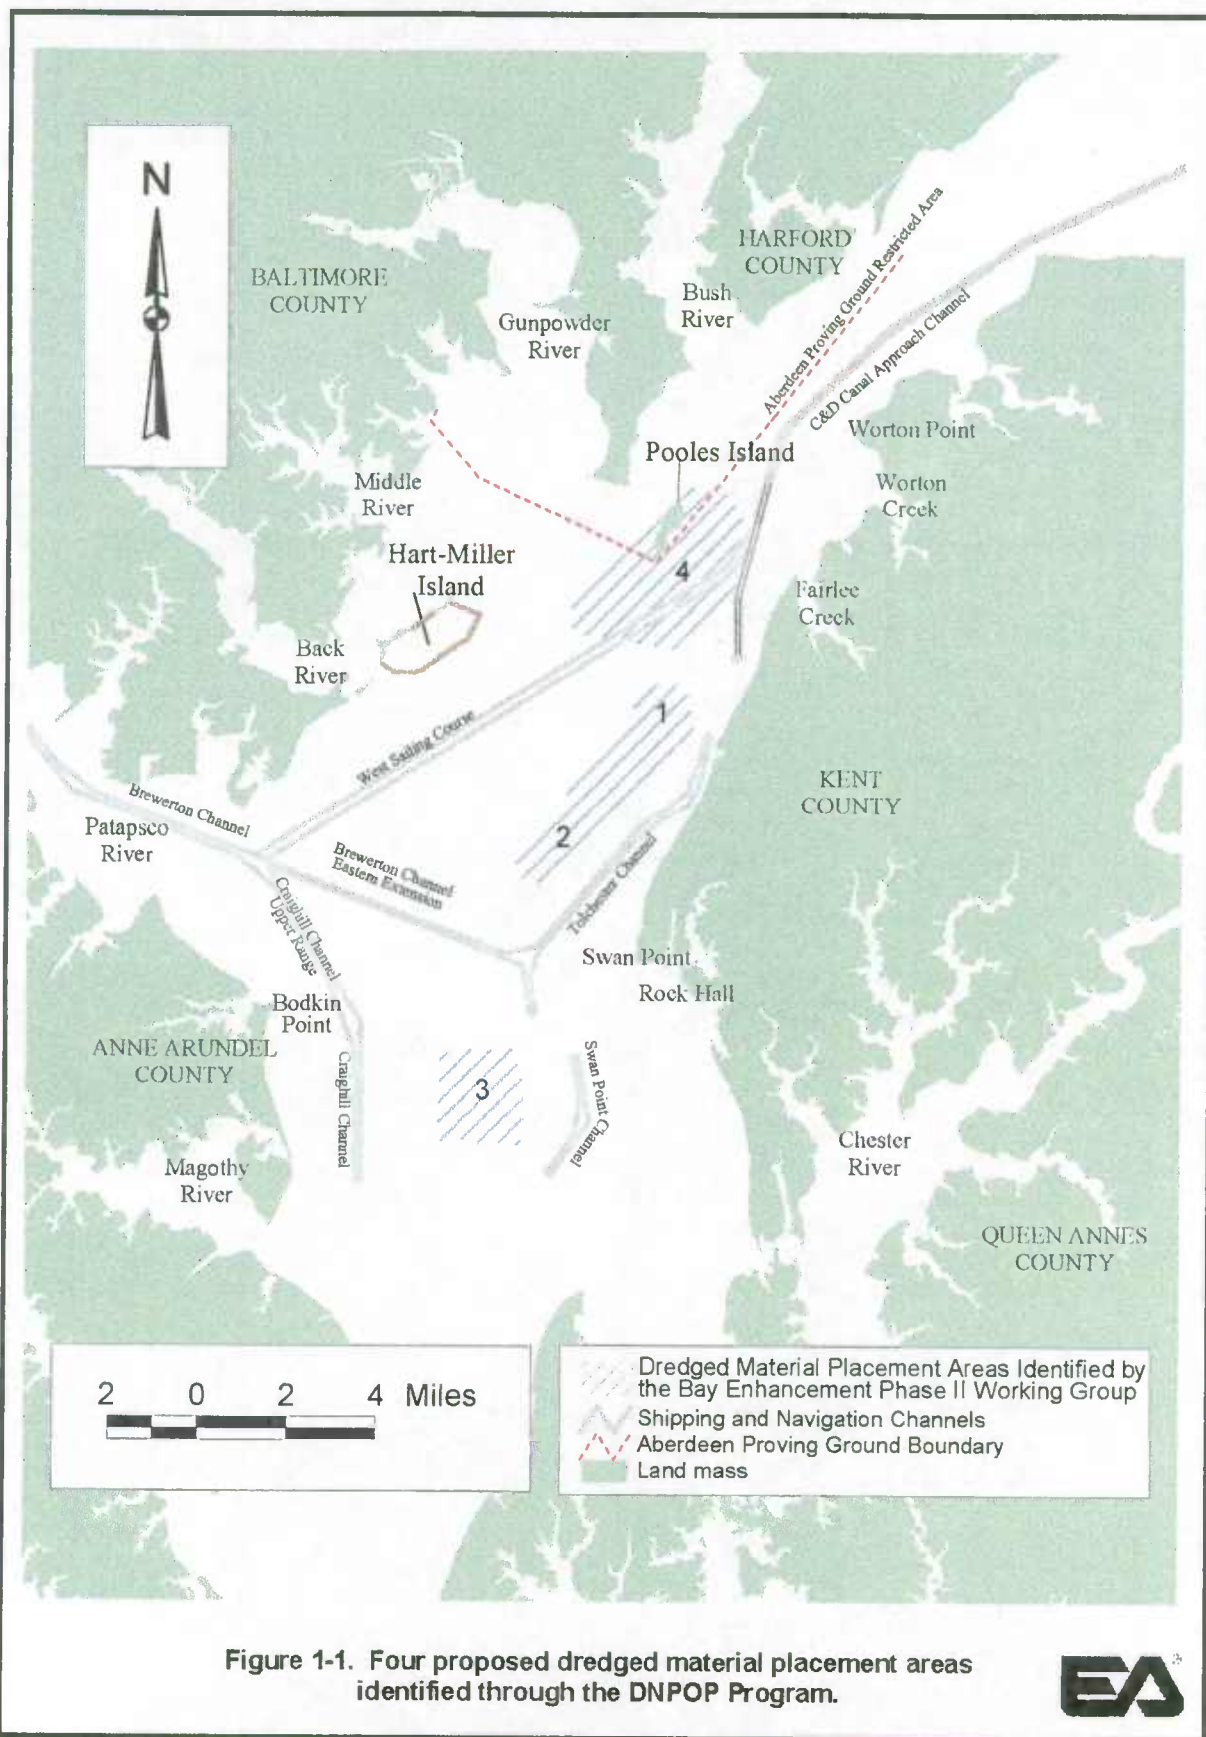 N
HARFORD
COUNTY
BALTIMORE
COUNTY
Bush
River
Gunpowder
River
Aberdeen Proving Ground Restricted Area
C&D Canal Approach Channel
Worton Point
Pooles Island
Middle
River
Worton
Creek
Hart-Miller
Island
4
Fairlee
Creek
Back
River
1
West Sailing Course
KENT
COUNTY
Brewerton Channel
Patapsco
River
2
Brewerton Channel
Eastern Extension
Tolchester Channel
Craighill Channel
Upper Range
Swan Point
Rock Hall
Bodkin
Point
ANNE ARUNDEL
COUNTY
Craighill Channel
3
Swan Point Channel
Chester
River
Magothy
River
QUEEN ANNES
COUNTY
2 0 2 4 Miles
Dredged Material Placement Areas Identified by
the Bay Enhancement Phase II Working Group
Shipping and Navigation Channels
Aberdeen Proving Ground Boundary
Land mass
Figure 1-1. Four proposed dredged material placement areas
identified through the DNPOP Program.
EA